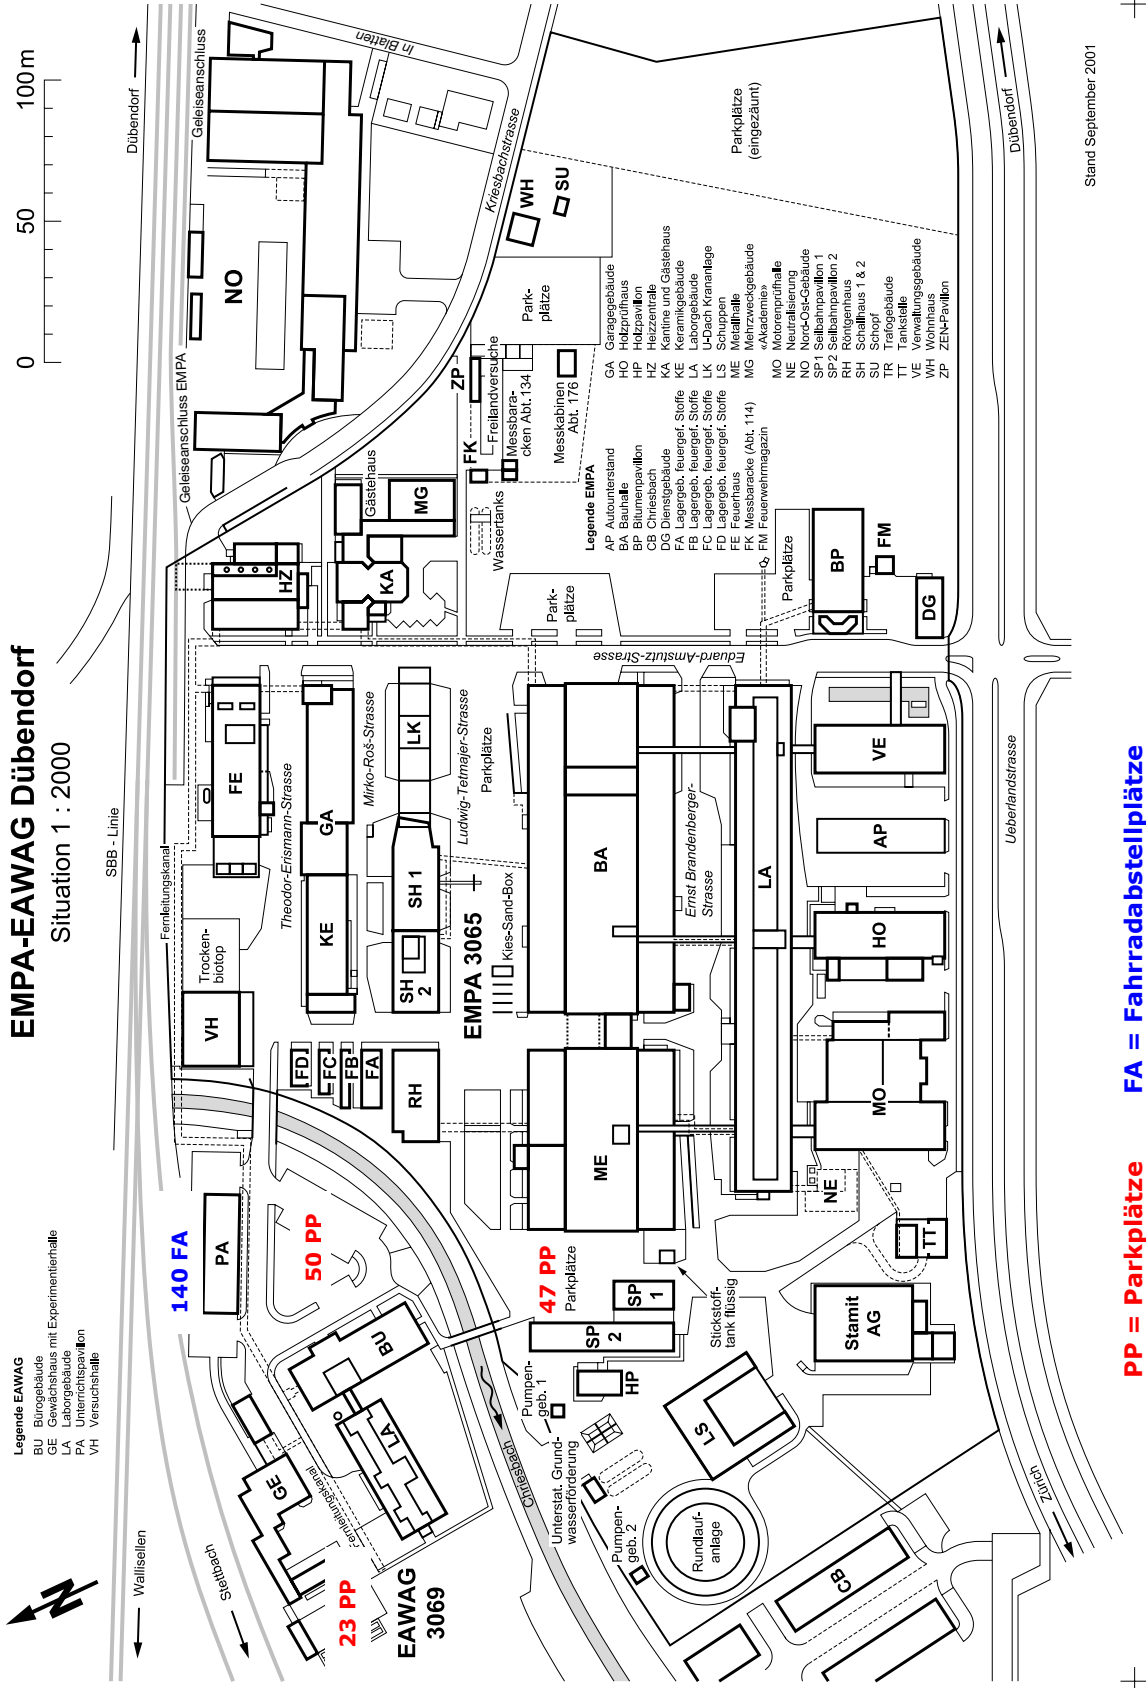 EMPA-EAWAG Dübendorf
Situation 1 : 2000
0 50 100m
Legende EAWAG
BU Bürogebäude
GE Gewächshaus mit Experimentierhalle
LA Laborgebäude
PA Unterrichtspavillon
VH Versuchshalle
N
Wallisellen
Stettbach
SBB - Linie
Dübendorf
Geleiseanschluss
Geleiseanschluss EMPA
Fernleitungskanal
Fernleitungskanal
140 FA
50 PP
23 PP
47 PP
EAWAG
3069
GE
LA
BU
PA
VH
Trocken-
biotop
FE
HZ
NO
In Blatten
Kriesbachstrasse
Theodor-Erismann-Strasse
KE
GA
Mirko-Roš-Strasse
FD
FC
FB
FA
RH
SH
2
SH 1
LK
KA
Gästehaus
MG
Ludwig-Tetmajer-Strasse
Parkplätze
EMPA 3065
Kies-Sand-Box
Wassertanks
FK
ZP
Freilandversuche
Messbara-
cken Abt.134
Messkabinen
Abt. 176
Park-
plätze
WH
SU
Parkplätze
(eingezäunt)
Park-
plätze
Eduard-Amstutz-Strasse
Chriesbach
Pumpen-
geb. 1
Unterstat. Grund-
wasserförderung
Pumpen-
geb. 2
HP
SP
2
SP
1
Parkplätze
Stickstoff-
tank flüssig
ME
BA
Ernst Brandenberger-
Strasse
LA
Legende EMPA
AP Autounterstand
BA Bauhalle
BP Bitumenpavillon
CB Chriesbach
DG Dienstgebäude
FA Lagergeb. feuergef. Stoffe
FB Lagergeb. feuergef. Stoffe
FC Lagergeb. feuergef. Stoffe
FD Lagergeb. feuergef. Stoffe
FE Feuerhaus
FK Messbaracke (Abt. 114)
FM Feuerwehrmagazin
GA Garagegebäude
HO Holzprüfhaus
HP Holzpavillon
HZ Heizzentrale
KA Kantine und Gästehaus
KE Keramikgebäude
LA Laborgebäude
LK U-Dach Krananlage
LS Schuppen
ME Metallhalle
MG Mehrzweckgebäude
«Akademie»
MO Motorenprüfhalle
NE Neutralisierung
NO Nord-Ost-Gebäude
SP1 Seilbahnpavillon 1
SP2 Seilbahnpavillon 2
RH Röntgenhaus
SH Schallhaus 1 & 2
SU Schopf
TR Trafogebäude
TT Tankstelle
VE Verwaltungsgebäude
WH Wohnhaus
ZP ZEN-Pavillon
Parkplätze
BP
FM
DG
LS
Rundlauf-
anlage
CB
Stamit
AG
TT
NE
MO
HO
AP
VE
Zürich
Ueberlandstrasse
Dübendorf
Stand September 2001
PP = Parkplätze FA = Fahrradabstellplätze